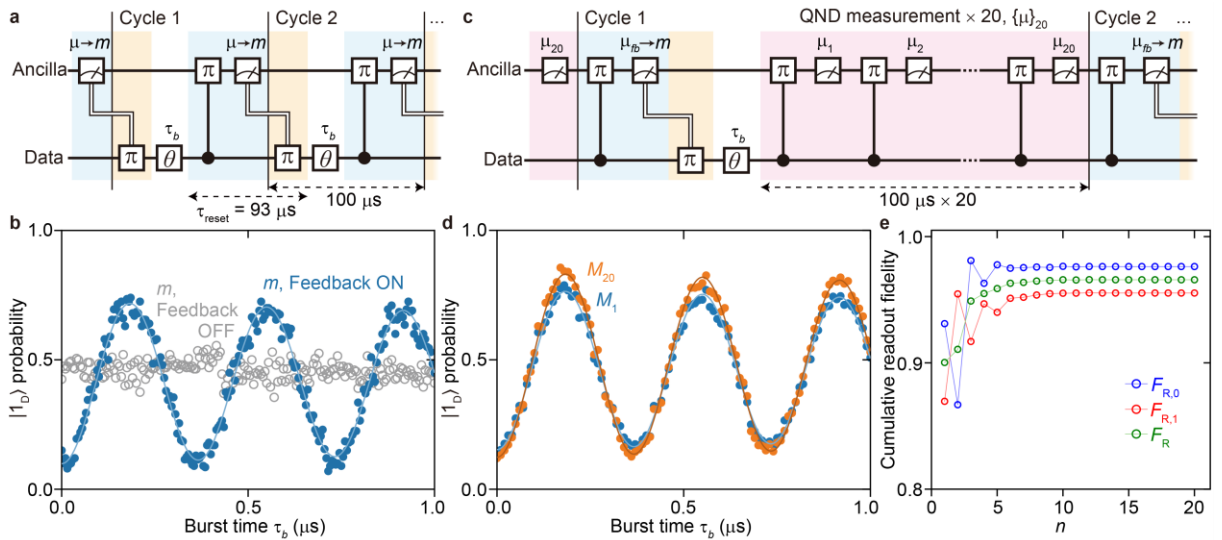 a
Cycle 1
Cycle 2
...
μ→m
μ→m
μ→m
Ancilla
π
π
τb
τb
Data
π
θ
π
θ
τreset = 93 μs
100 μs
c
Cycle 1
QND measurement × 20, {μ}20
Cycle 2
...
μ20
μfb→m
μ1
μ2
μ20
μfb→m
Ancilla
π
π
π
π
π
τb
Data
π
θ
100 μs × 20
b
1.0
m, Feedback ON
m,
Feedback
OFF
|1D⟩ probability
0.5
0.0
0.0
0.5
1.0
Burst time τb (μs)
d
1.0
M20
M1
|1D⟩ probability
0.5
0.0
0.0
0.5
1.0
Burst time τb (μs)
e
1.0
Cumulative readout fidelity
0.9
FR,0
FR,1
FR
0.8
0
5
10
15
20
n